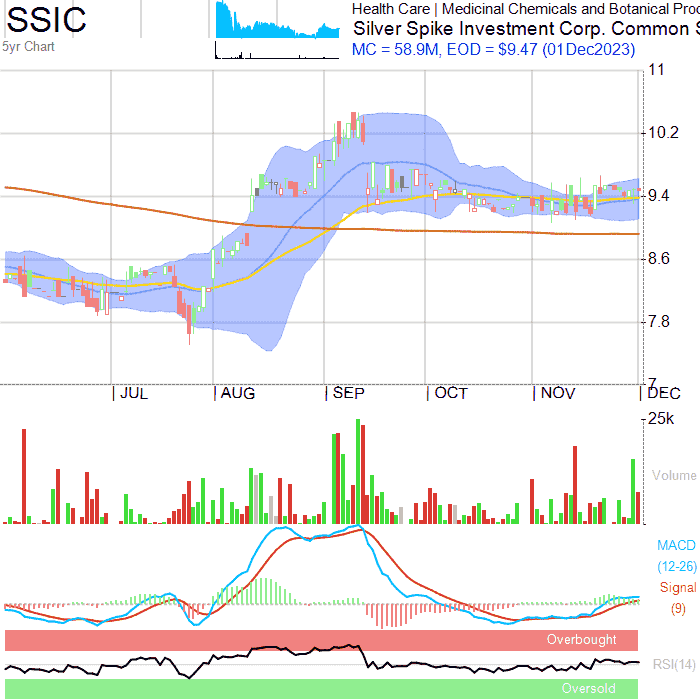 SSIC
5yr Chart
Health Care | Medicinal Chemicals and Botanical Proc
Silver Spike Investment Corp. Common S
MC = 58.9M, EOD = $9.47 (01Dec2023)
11
10.2
9.4
8.6
7.8
7
| JUL | AUG | SEP | OCT | NOV | DEC
25k
Volume
MACD
(12-26)
Signal
(9)
Overbought
RSI(14)
Oversold